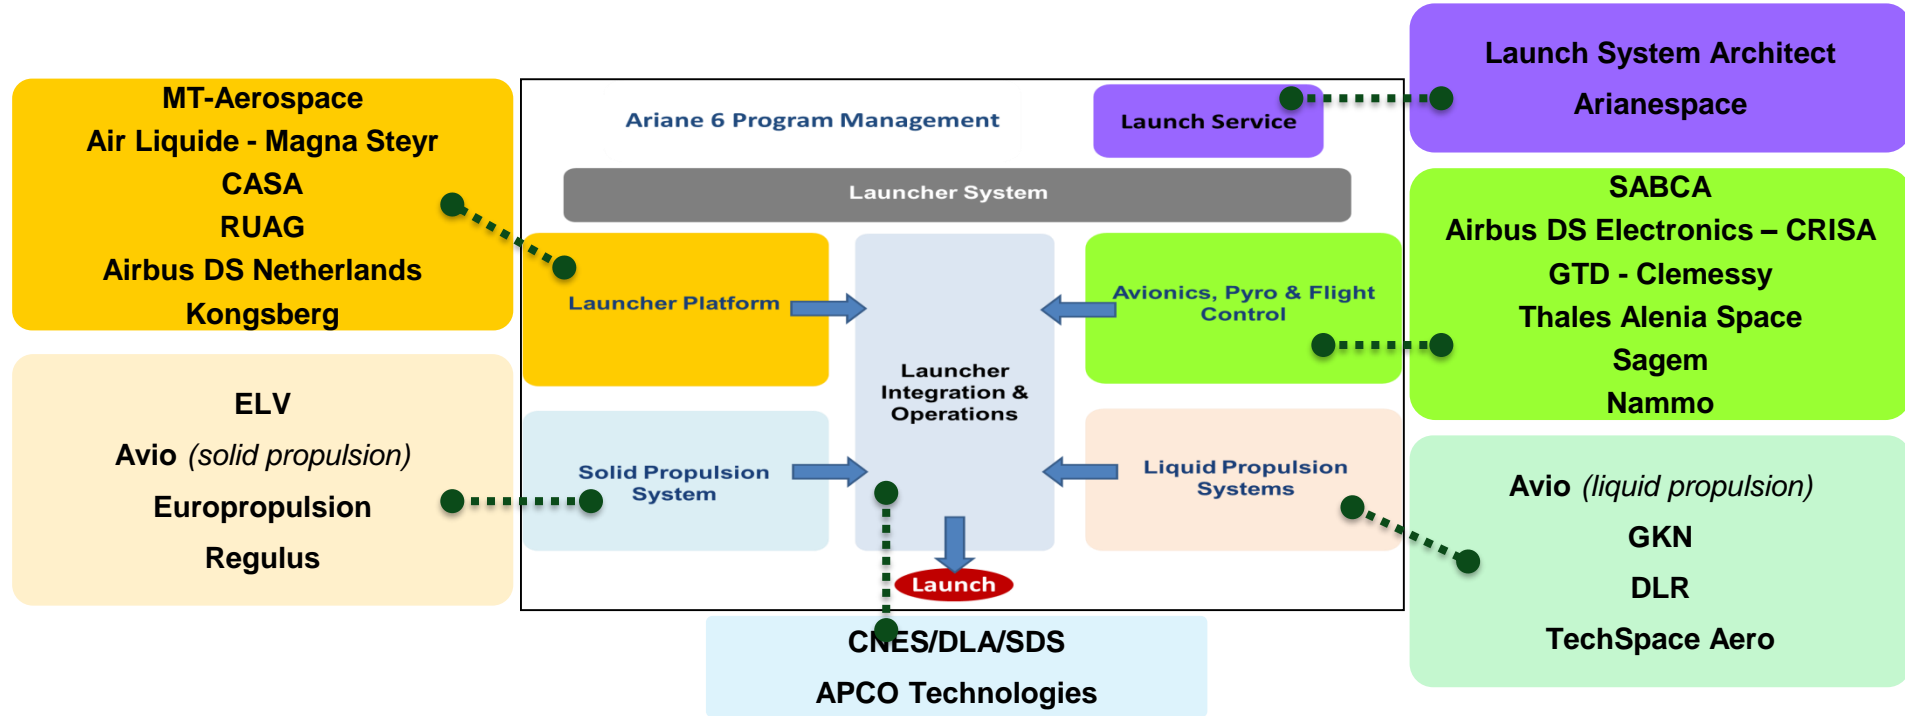 MT-Aerospace
Air Liquide - Magna Steyr
CASA
RUAG
Airbus DS Netherlands
Kongsberg
ELV
Avio (solid propulsion)
Europropulsion
Regulus
Ariane 6 Program Management
Launch Service
Launcher System
Launcher Platform
Avionics, Pyro & Flight
Control
Launcher
Integration &
Operations
Solid Propulsion
System
Liquid Propulsion
Systems
Launch
CNES/DLA/SDS
APCO Technologies
Launch System Architect
Arianespace
SABCA
Airbus DS Electronics – CRISA
GTD - Clemessy
Thales Alenia Space
Sagem
Nammo
Avio (liquid propulsion)
GKN
DLR
TechSpace Aero